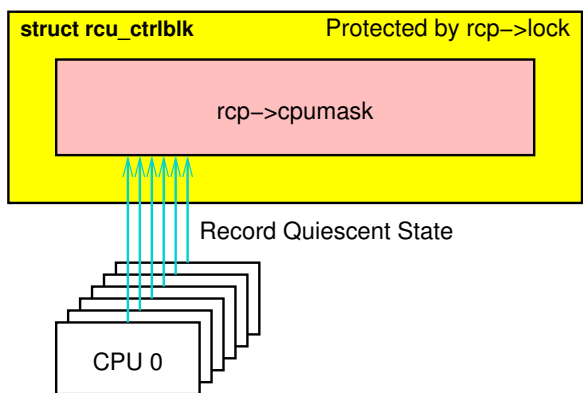 struct rcu_ctrlblk Protected by rcp−>lock
rcp−>cpumask
Record Quiescent State
CPU 0